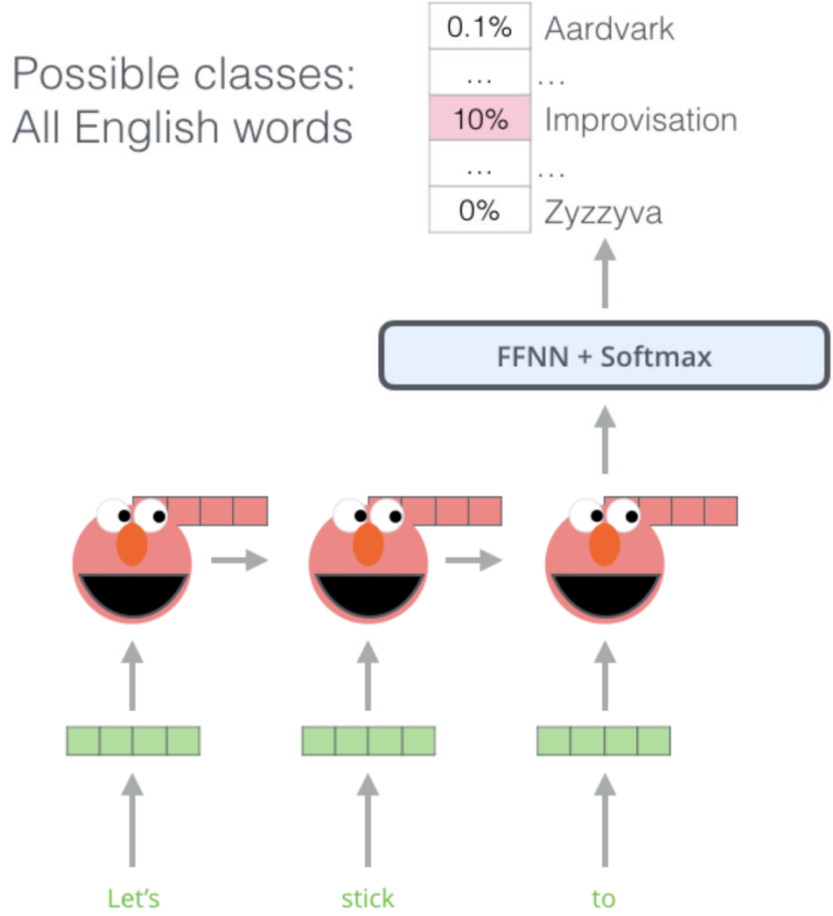 Possible classes:
All English words
0.1% Aardvark
... ...
10% Improvisation
... ...
0% Zyzzyva
FFNN + Softmax
Let's stick to